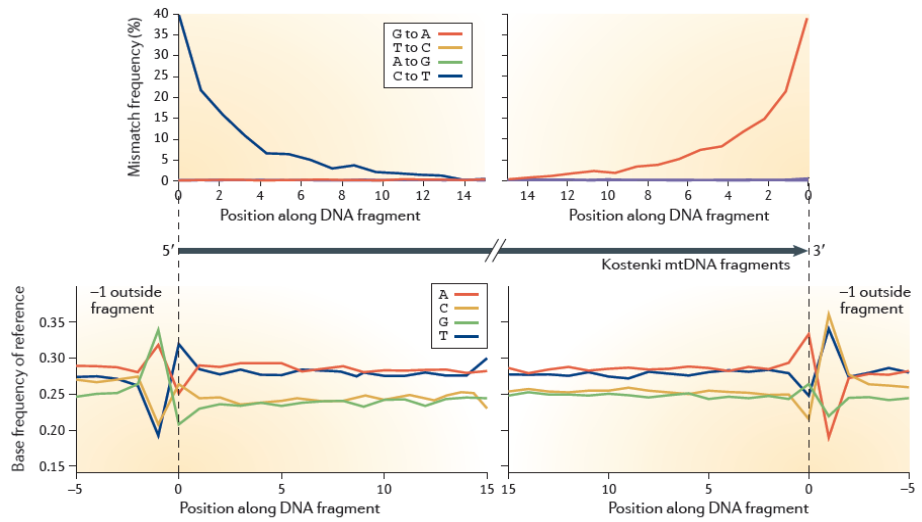 Mismatch frequency (%)
40
35
30
25
20
15
10
5
0
G to A
T to C
A to G
C to T
0 2 4 6 8 10 12 14
Position along DNA fragment
14 12 10 8 6 4 2 0
Position along DNA fragment
5′
3′
Kostenki mtDNA fragments
Base frequency of reference
0.35
0.30
0.25
0.20
0.15
–1 outside
fragment
A
C
G
T
–1 outside
fragment
–5 0 5 10 15
Position along DNA fragment
15 10 5 0 –5
Position along DNA fragment